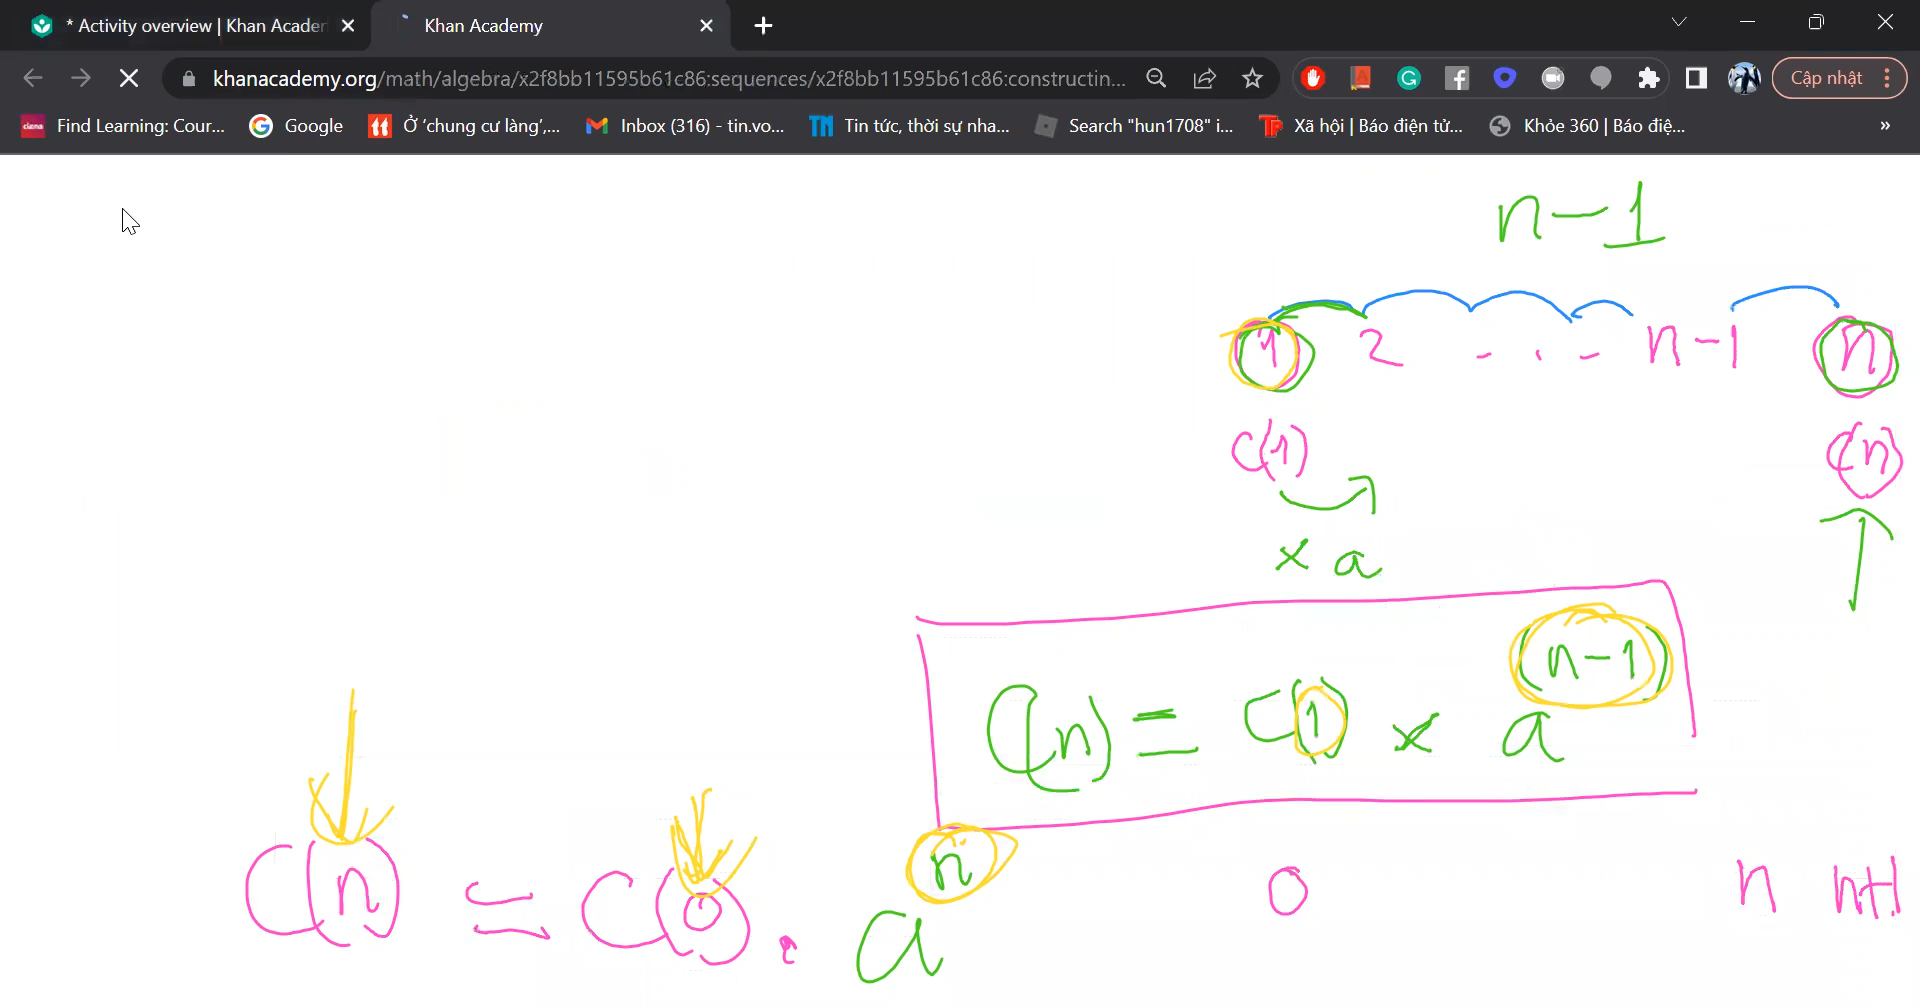 * Activity overview | Khan Acader
Khan Academy
khanacademy.org/math/algebra/x2f8bb11595b61c86:sequences/x2f8bb11595b61c86:constructin...
Cập nhật
Find Learning: Cour...
Google
Ở ‘chung cư làng’,...
Inbox (316) - tin.vo...
Tin tức, thời sự nha...
Search "hun1708" i...
Xã hội | Báo điện tử...
Khỏe 360 | Báo điệ...
»
n-1
1 2 - . - n-1 n
C(1) C(n)
x a
C(n) = C(1) x a^(n-1)
C(n) = C(0) . a^n
0 n n+1